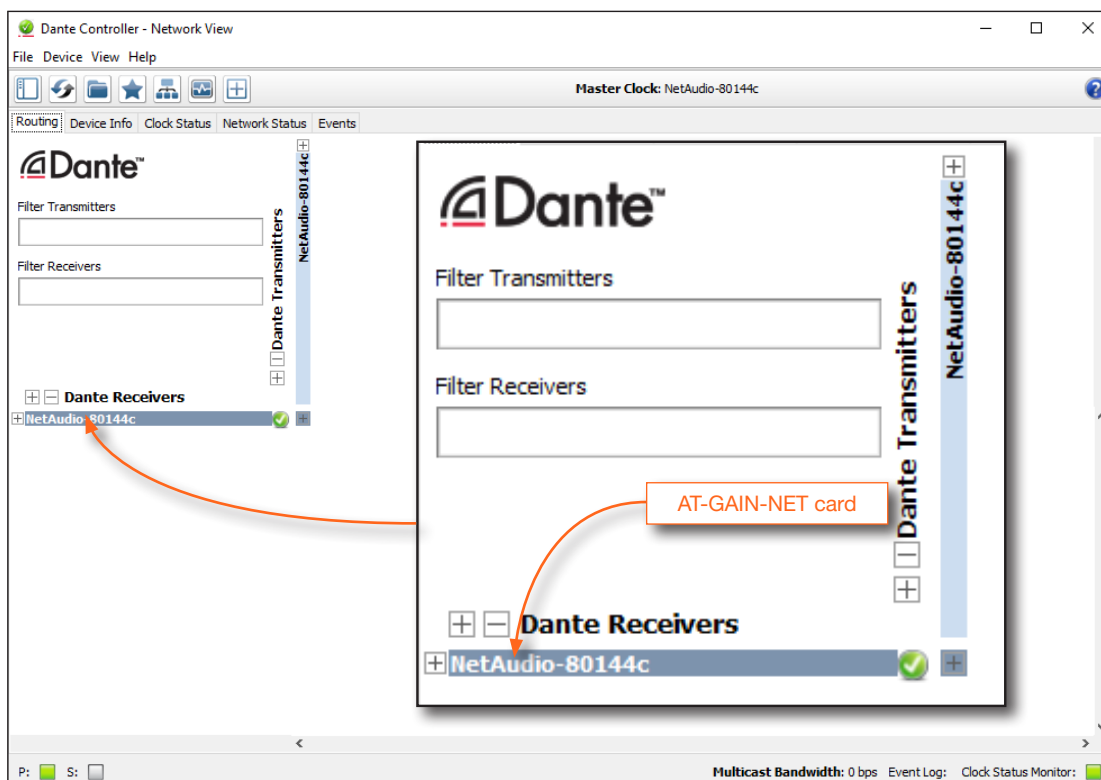 Dante Controller - Network View
File Device View Help
Master Clock: NetAudio-80144c
?
Routing Device Info Clock Status Network Status Events
Dante™
Filter Transmitters
Filter Receivers
Dante Transmitters
NetAudio-80144c
Dante Receivers
NetAudio-80144c
Dante™
Filter Transmitters
Filter Receivers
Dante Transmitters
NetAudio-80144c
AT-GAIN-NET card
Dante Receivers
NetAudio-80144c
P: S:
Multicast Bandwidth: 0 bps Event Log: Clock Status Monitor: